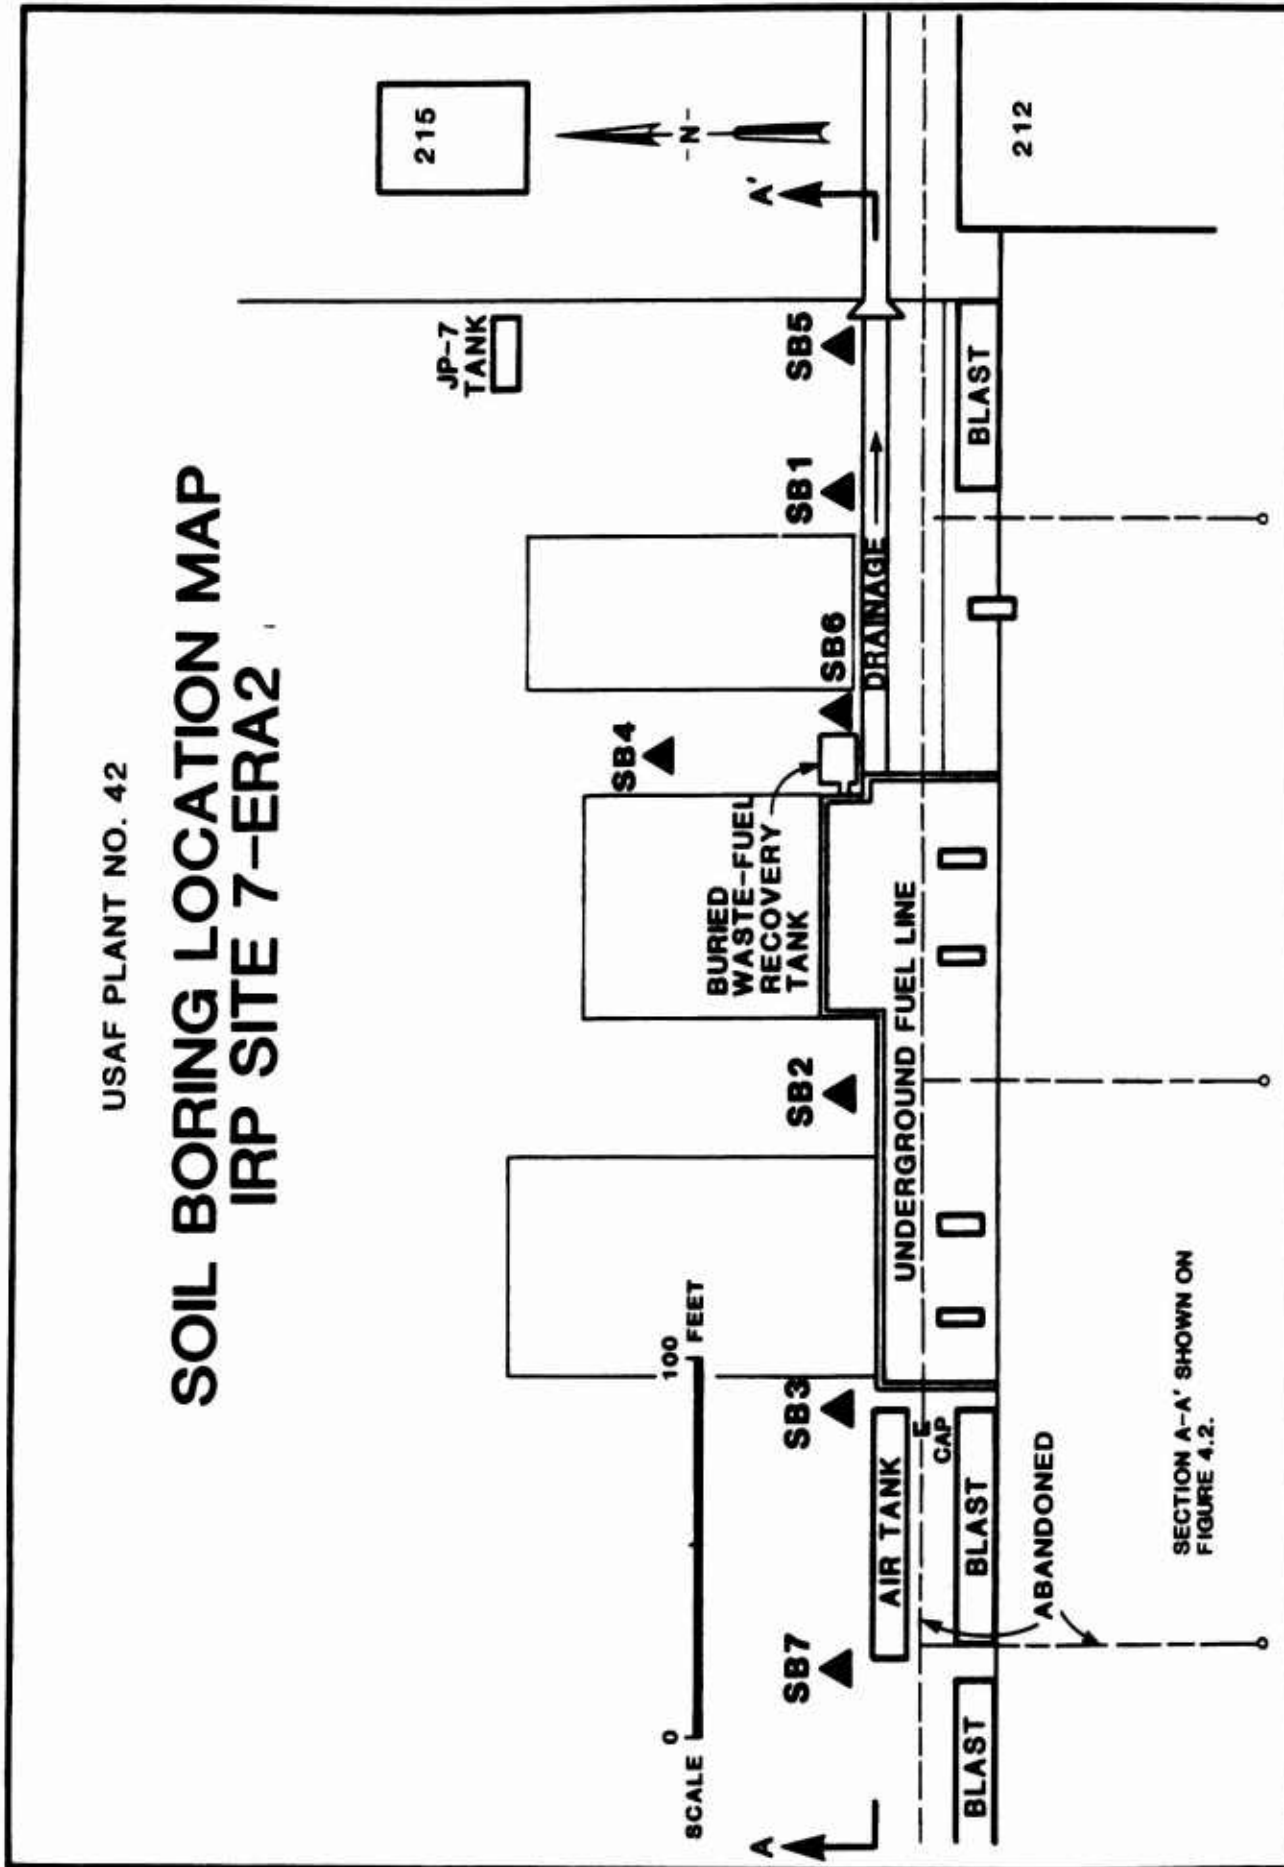 USAF PLANT NO. 42
SOIL BORING LOCATION MAP
IRP SITE 7-ERA2
215
JP-7
TANK
-N-
SB4
0
100
SCALE
FEET
A
A'
SB7
SB3
SB2
SB6
SB1
SB5
BURIED
WASTE-FUEL
RECOVERY
TANK
DRAINAGE
AIR TANK
UNDERGROUND FUEL LINE
CAP
BLAST
BLAST
BLAST
212
ABANDONED
SECTION A-A' SHOWN ON
FIGURE 4.2.